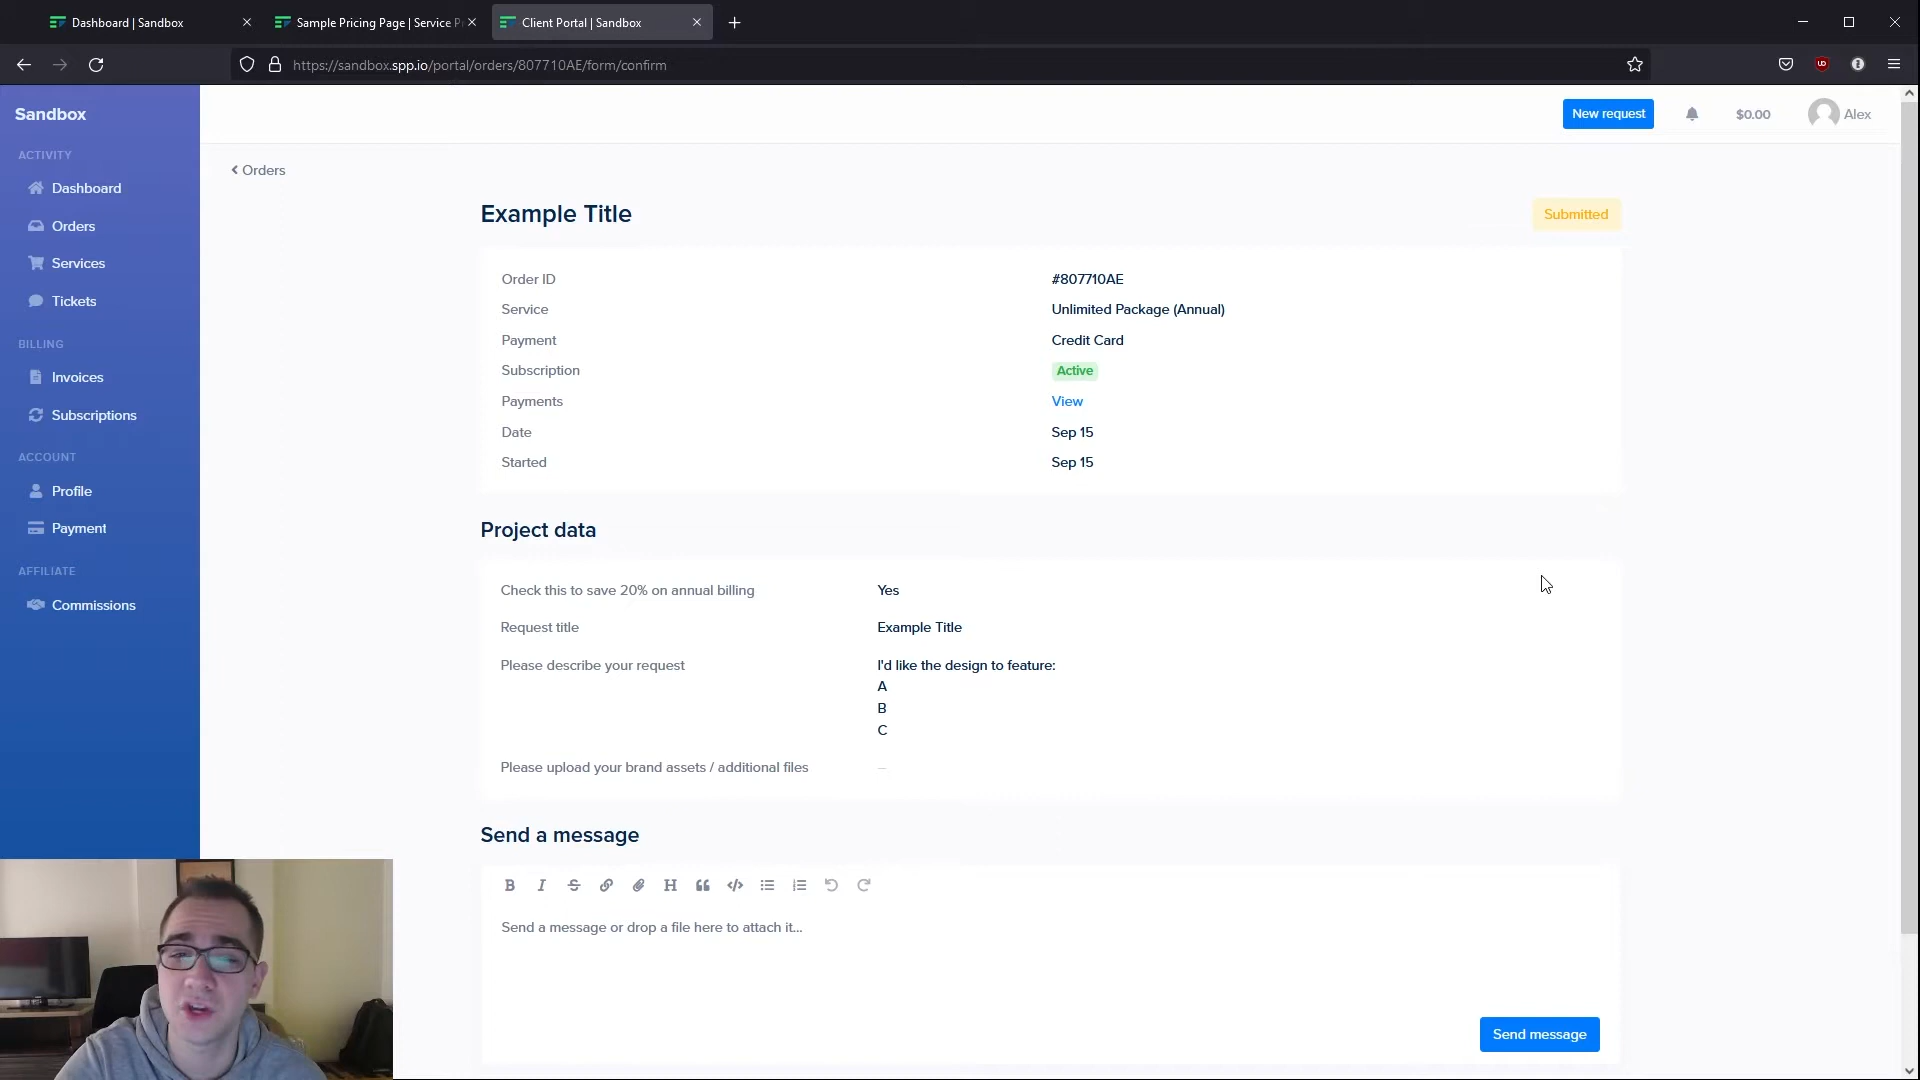 Dashboard | Sandbox
Sample Pricing Page | Service P
Client Portal | Sandbox
https://sandbox.spp.io/portal/orders/807710AE/form/confirm
Sandbox
New request
$0.00
Alex
ACTIVITY
Dashboard
Orders
Services
Tickets
BILLING
Invoices
Subscriptions
ACCOUNT
Profile
Payment
AFFILIATE
Commissions
Orders
Example Title
Submitted
Order ID #807710AE
Service Unlimited Package (Annual)
Payment Credit Card
Subscription Active
Payments View
Date Sep 15
Started Sep 15
Project data
Check this to save 20% on annual billing Yes
Request title Example Title
Please describe your request I'd like the design to feature:
A
B
C
Please upload your brand assets / additional files –
Send a message
B I S H
Send a message or drop a file here to attach it...
Send message